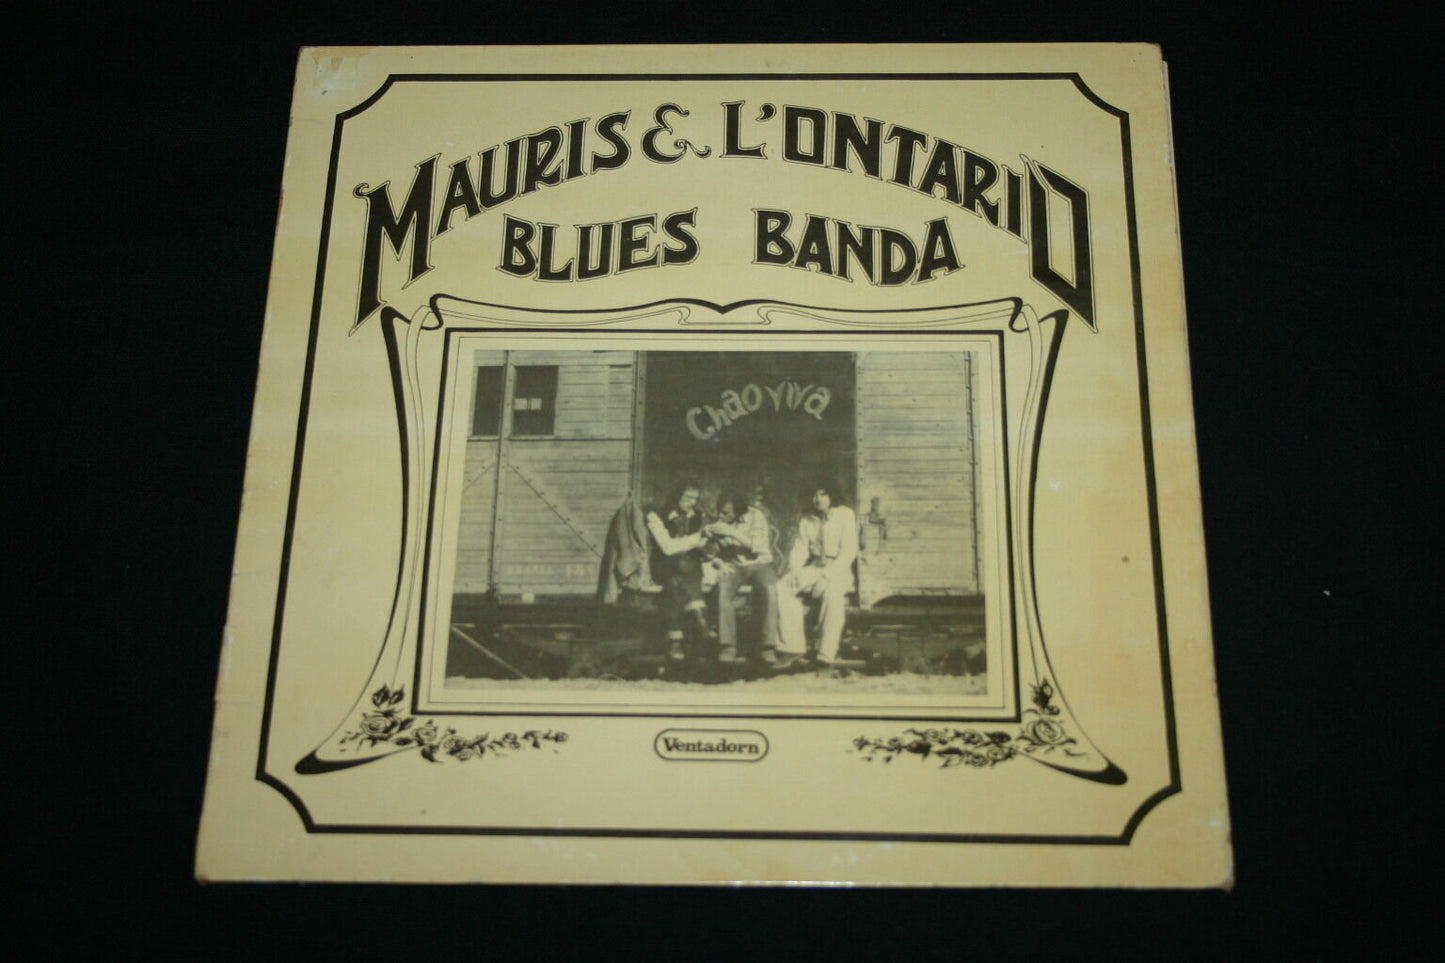 MAURIS & L'ONTARIO
BLUES BANDA
Chao viva
Ventadorn